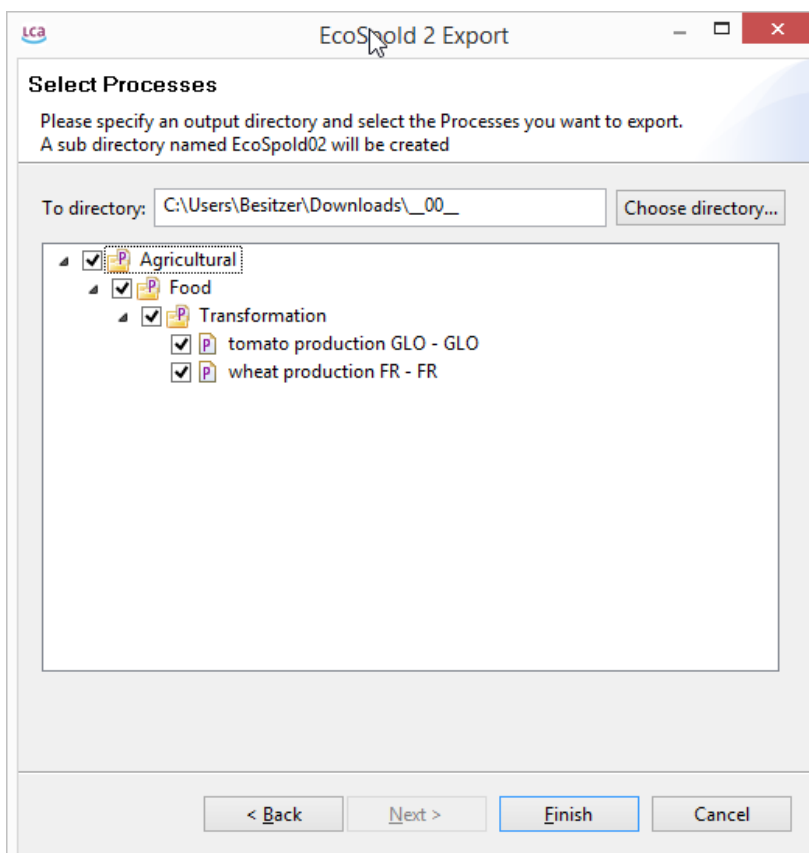 LCA
EcoSpold 2 Export
Select Processes
Please specify an output directory and select the Processes you want to export.
A sub directory named EcoSpold02 will be created
To directory: C:\Users\Besitzer\Downloads\__00__ Choose directory...
P Agricultural
P Food
P Transformation
P tomato production GLO - GLO
P wheat production FR - FR
< Back Next > Finish Cancel